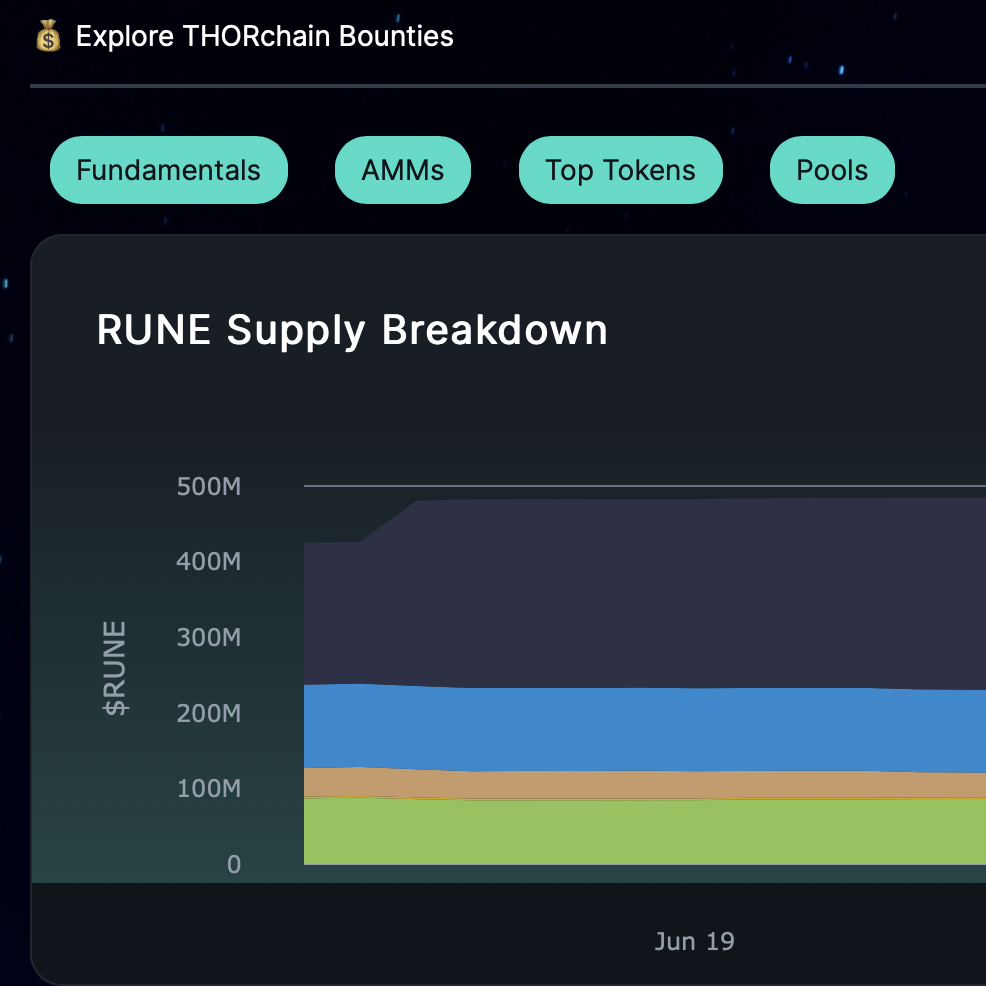 Explore THORchain Bounties
Fundamentals AMMs Top Tokens Pools
RUNE Supply Breakdown
500M
400M
300M
200M
100M
0
$RUNE
Jun 19